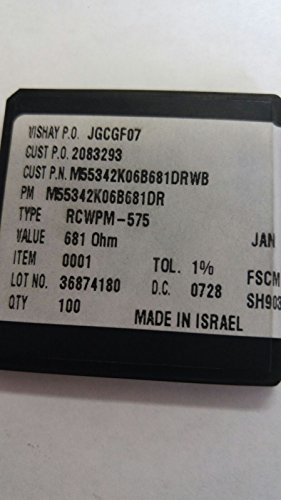 VISHAY P.O. JGCGF07
CUST P.O. 2083293
CUST P.N. M55342K06B681DRWB
PM M55342K06B681DR
TYPE RCWPM-575
VALUE 681 Ohm JAN
ITEM 0001 TOL. 1%
LOT NO. 36874180 D.C. 0728 FSCM
QTY 100 SH903
MADE IN ISRAEL